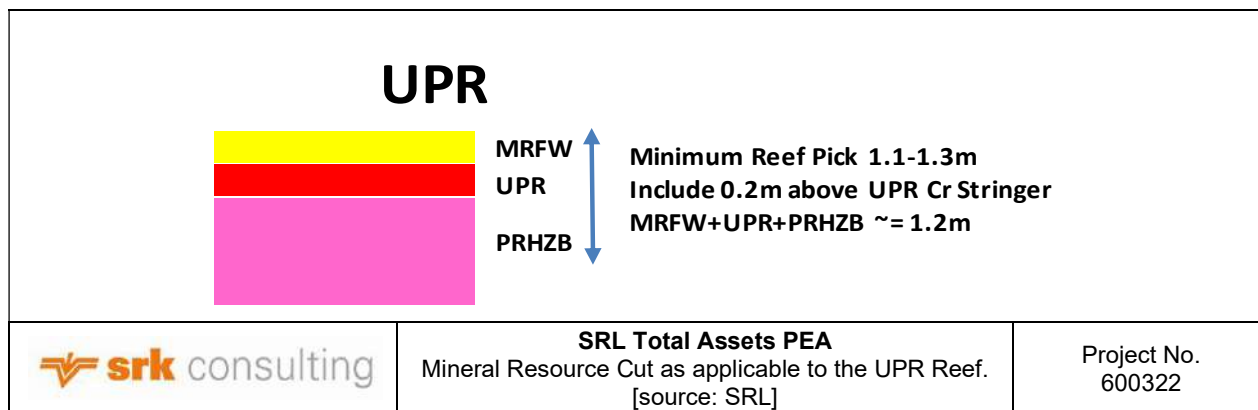 UPR
MRFW
UPR
PRHZB
Minimum Reef Pick 1.1-1.3m
Include 0.2m above UPR Cr Stringer
MRFW+UPR+PRHZB ~= 1.2m
srk consulting
SRL Total Assets PEA
Mineral Resource Cut as applicable to the UPR Reef.
[source: SRL]
Project No.
600322